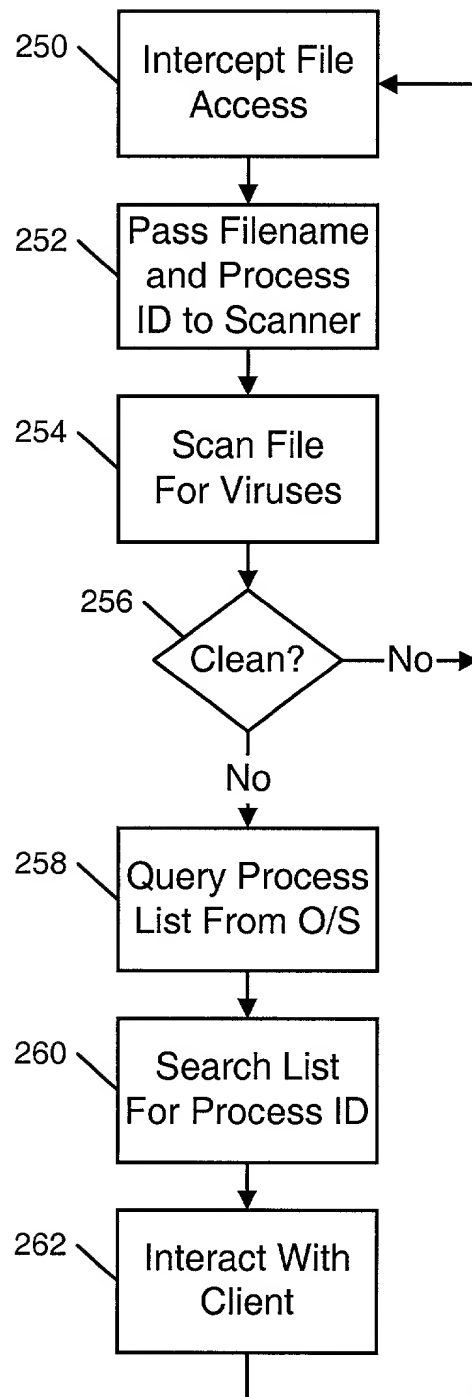 250
Intercept File
Access
252
Pass Filename
and Process
ID to Scanner
254
Scan File
For Viruses
256
Clean?
No
No
258
Query Process
List From O/S
260
Search List
For Process ID
262
Interact With
Client